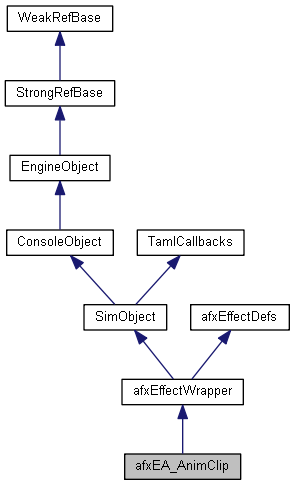 WeakRefBase
StrongRefBase
EngineObject
ConsoleObject
TamlCallbacks
SimObject
afxEffectDefs
afxEffectWrapper
afxEA_AnimClip